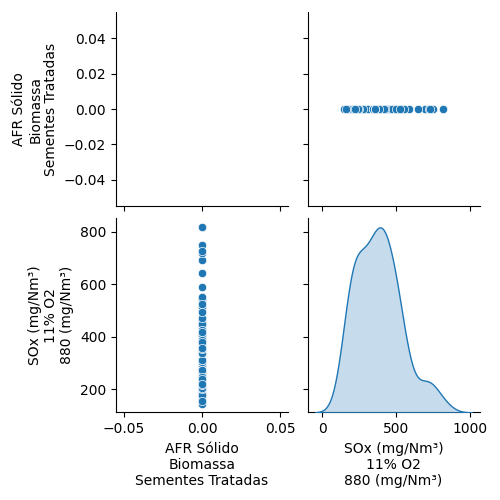 AFR Sólido
Biomassa
Sementes Tratadas
0.04
0.02
0.00
−0.02
−0.04
SOx (mg/Nm³)
11% O2
880 (mg/Nm³)
800
600
400
200
−0.05
0.00
0.05
AFR Sólido
Biomassa
Sementes Tratadas
0
500
1000
SOx (mg/Nm³)
11% O2
880 (mg/Nm³)